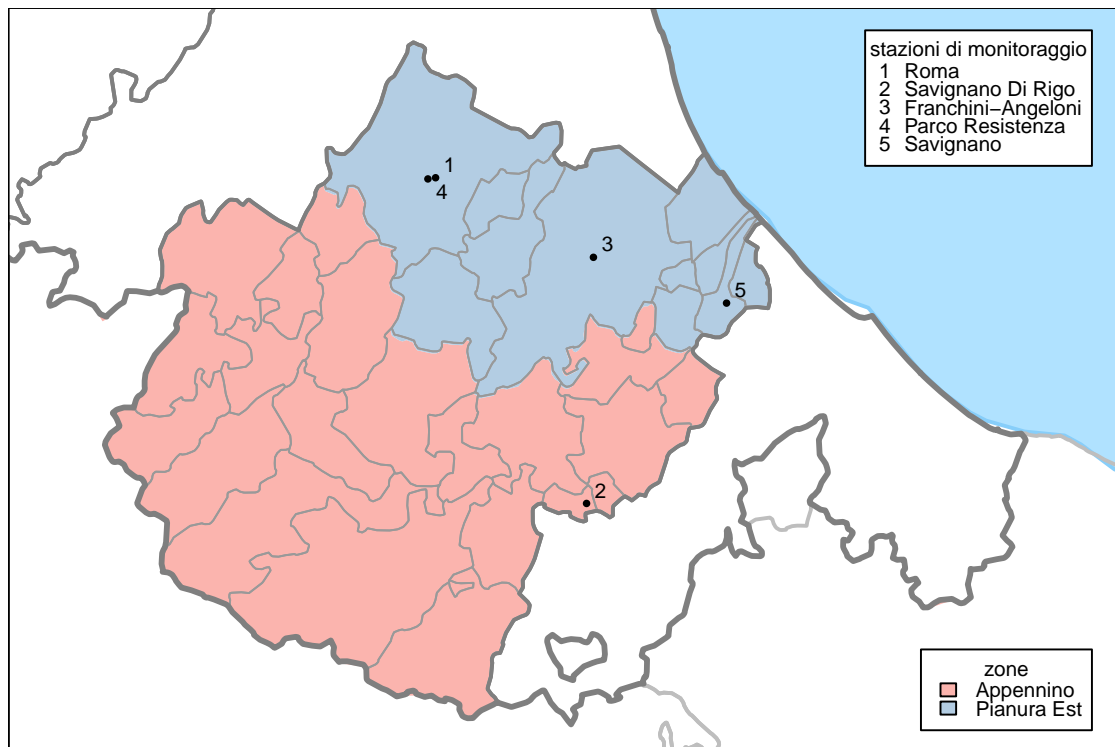 stazioni di monitoraggio
1 Roma
2 Savignano Di Rigo
3 Franchini−Angeloni
4 Parco Resistenza
5 Savignano
1
4
3
5
2
zone
Appennino
Pianura Est